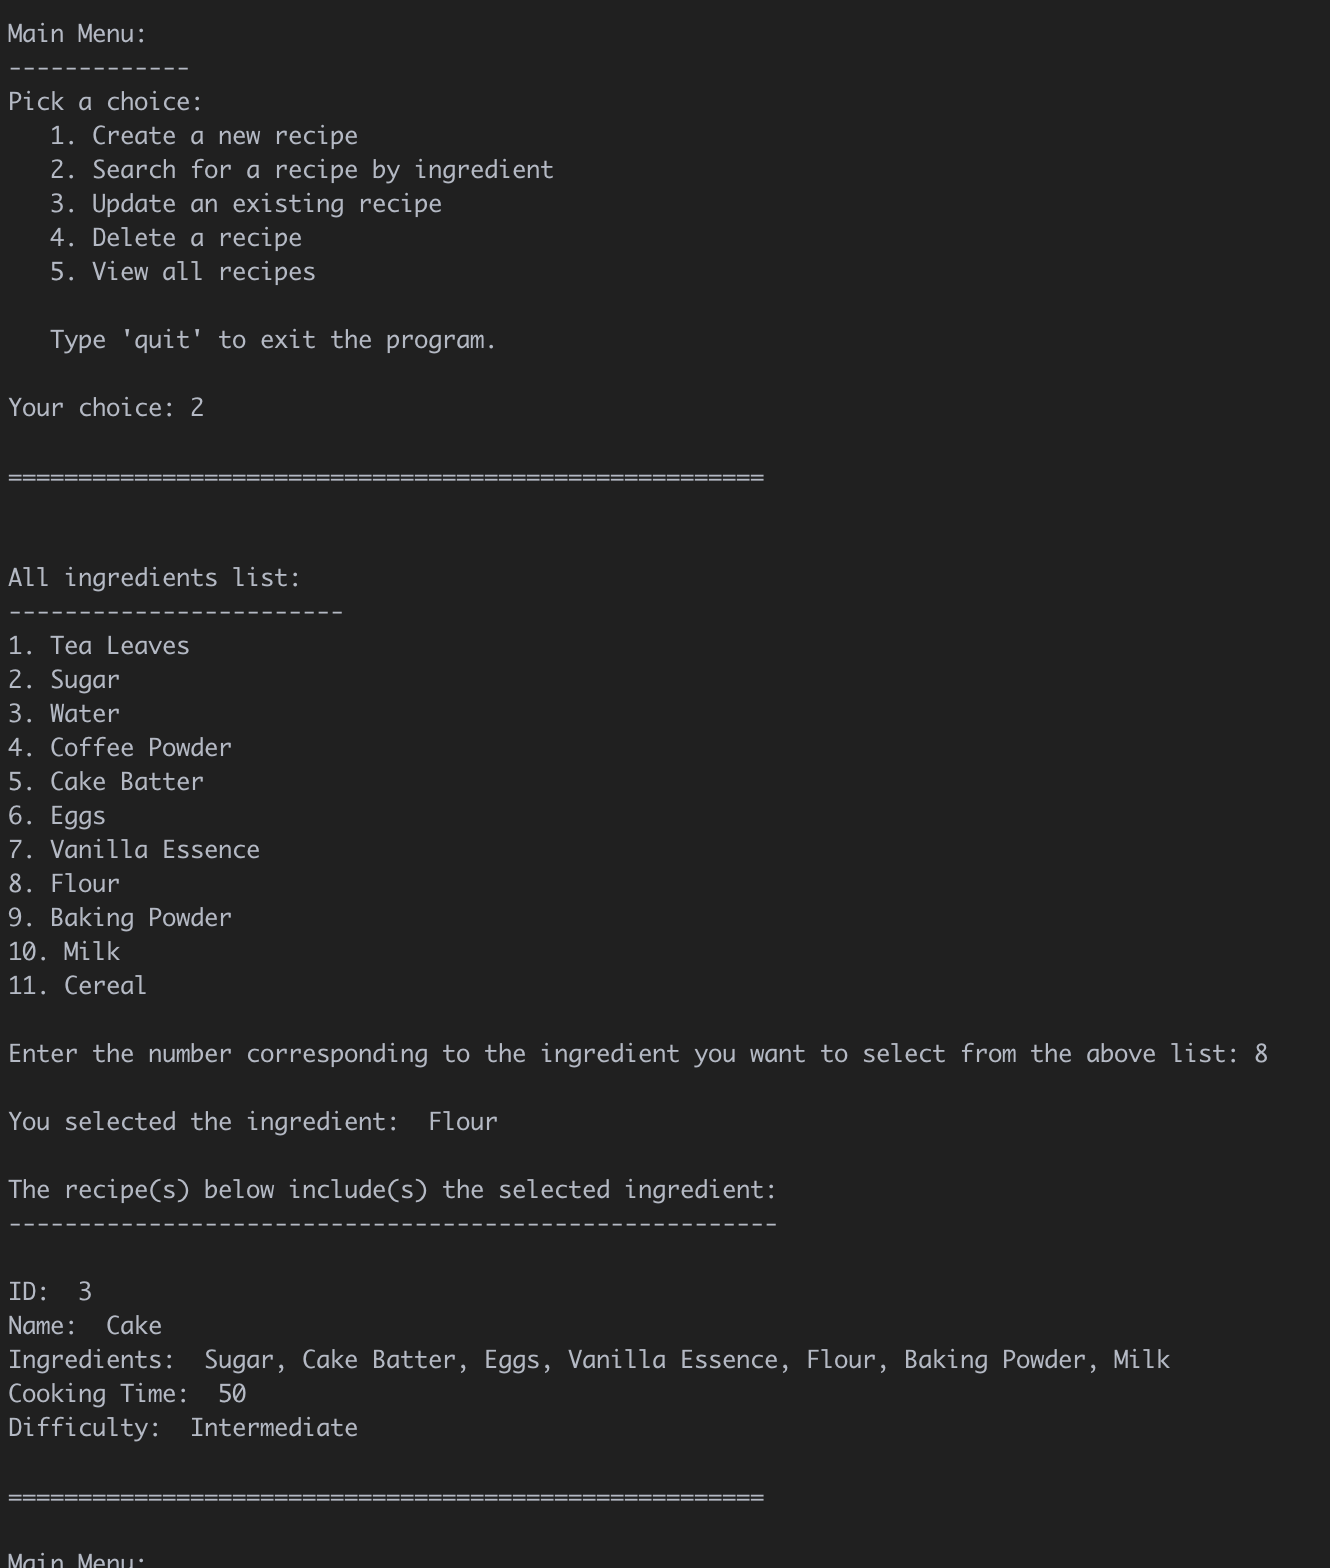 Main Menu:
-------------
Pick a choice:
   1. Create a new recipe
   2. Search for a recipe by ingredient
   3. Update an existing recipe
   4. Delete a recipe
   5. View all recipes

   Type 'quit' to exit the program.

Your choice: 2

======================================================

All ingredients list:
------------------------
1. Tea Leaves
2. Sugar
3. Water
4. Coffee Powder
5. Cake Batter
6. Eggs
7. Vanilla Essence
8. Flour
9. Baking Powder
10. Milk
11. Cereal

Enter the number corresponding to the ingredient you want to select from the above list: 8

You selected the ingredient:  Flour

The recipe(s) below include(s) the selected ingredient:
-------------------------------------------------------

ID:  3
Name:  Cake
Ingredients:  Sugar, Cake Batter, Eggs, Vanilla Essence, Flour, Baking Powder, Milk
Cooking Time:  50
Difficulty:  Intermediate

======================================================

Main Menu: